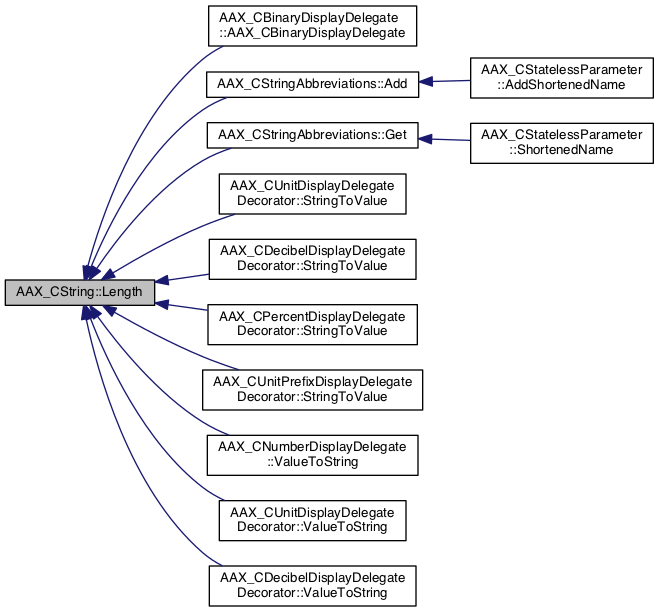 AAX_CBinaryDisplayDelegate
::AAX_CBinaryDisplayDelegate
AAX_CStringAbbreviations::Add
AAX_CStatelessParameter
::AddShortenedName
AAX_CStringAbbreviations::Get
AAX_CStatelessParameter
::ShortenedName
AAX_CUnitDisplayDelegate
Decorator::StringToValue
AAX_CDecibelDisplayDelegate
Decorator::StringToValue
AAX_CString::Length
AAX_CPercentDisplayDelegate
Decorator::StringToValue
AAX_CUnitPrefixDisplayDelegate
Decorator::StringToValue
AAX_CNumberDisplayDelegate
::ValueToString
AAX_CUnitDisplayDelegate
Decorator::ValueToString
AAX_CDecibelDisplayDelegate
Decorator::ValueToString